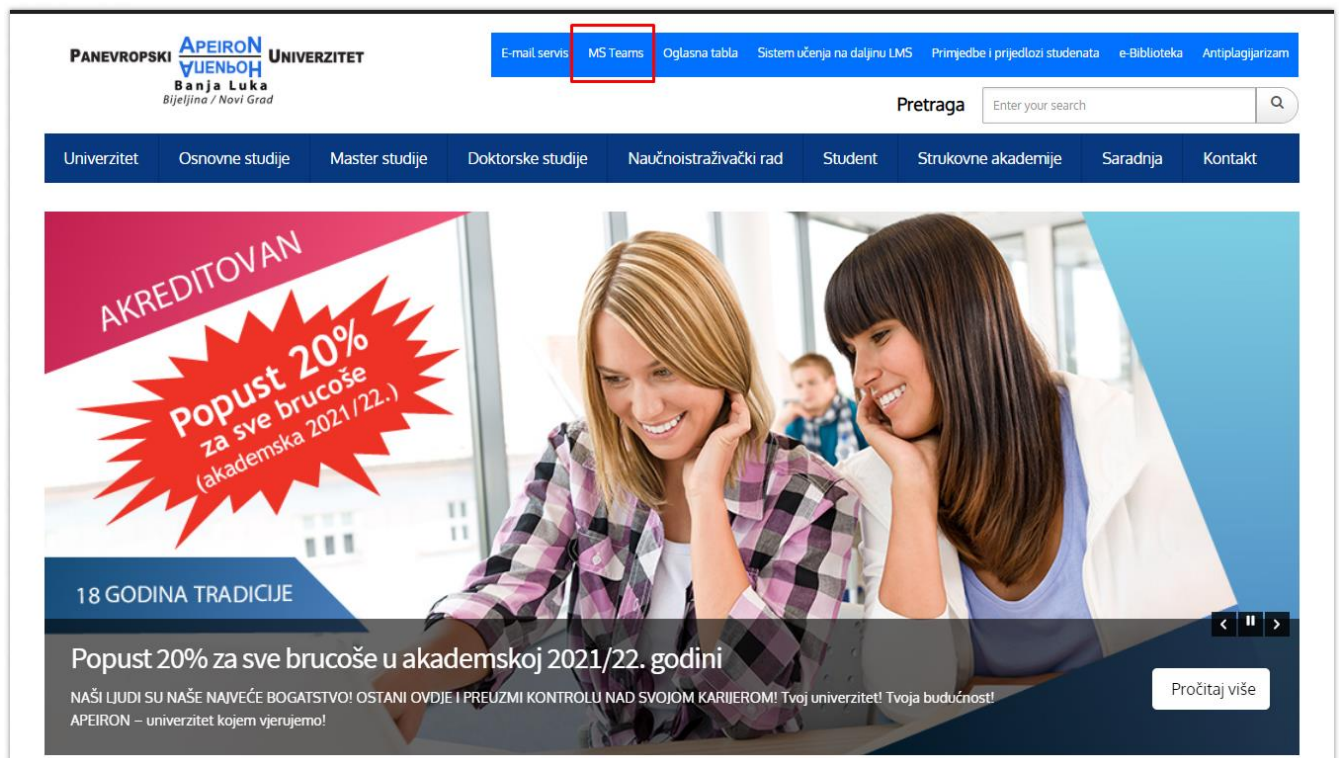 PANEVROPSKI APEIRON UNIVERZITET
Banja Luka
Bijeljina / Novi Grad
E-mail servis MS Teams Oglasna tabla Sistem učenja na daljinu LMS Primjedbe i prijedlozi studenata e-Biblioteka Antiplagijarizam
Pretraga Enter your search
Univerzitet Osnovne studije Master studije Doktorske studije Naučnoistraživački rad Student Strukovne akademije Saradnja Kontakt
AKREDITOVAN
Popust 20%
za sve brucoše
(akademska 2021/22.)
18 GODINA TRADICIJE
Popust 20% za sve brucoše u akademskoj 2021/22. godini
NAŠI LJUDI SU NAŠE NAJVEĆE BOGATSTVO! OSTANI OVDJE I PREUZMI KONTROLU NAD SVOJOM KARIJEROM! Tvoj univerzitet! Tvoja budućnost!
APEIRON – univerzitet kojem vjerujemo!
Pročitaj više